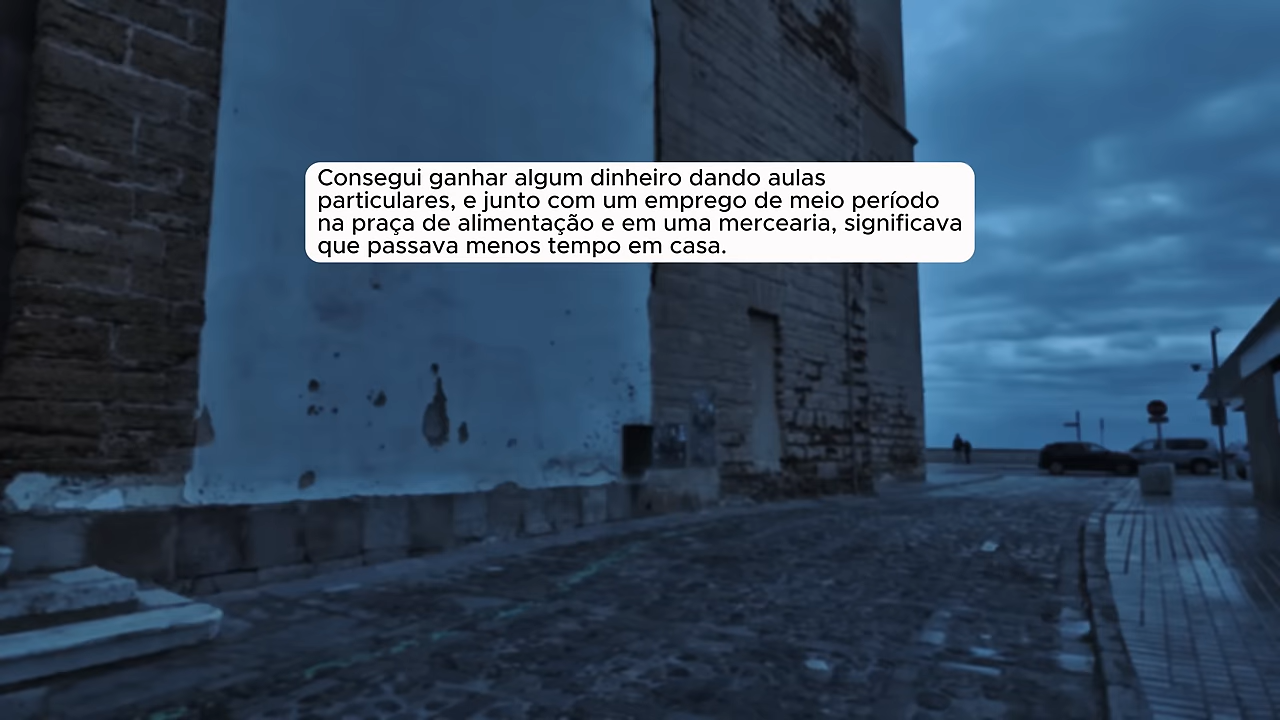 Consegui ganhar algum dinheiro dando aulas
particulares, e junto com um emprego de meio período
na praça de alimentação e em uma mercearia, significava
que passava menos tempo em casa.